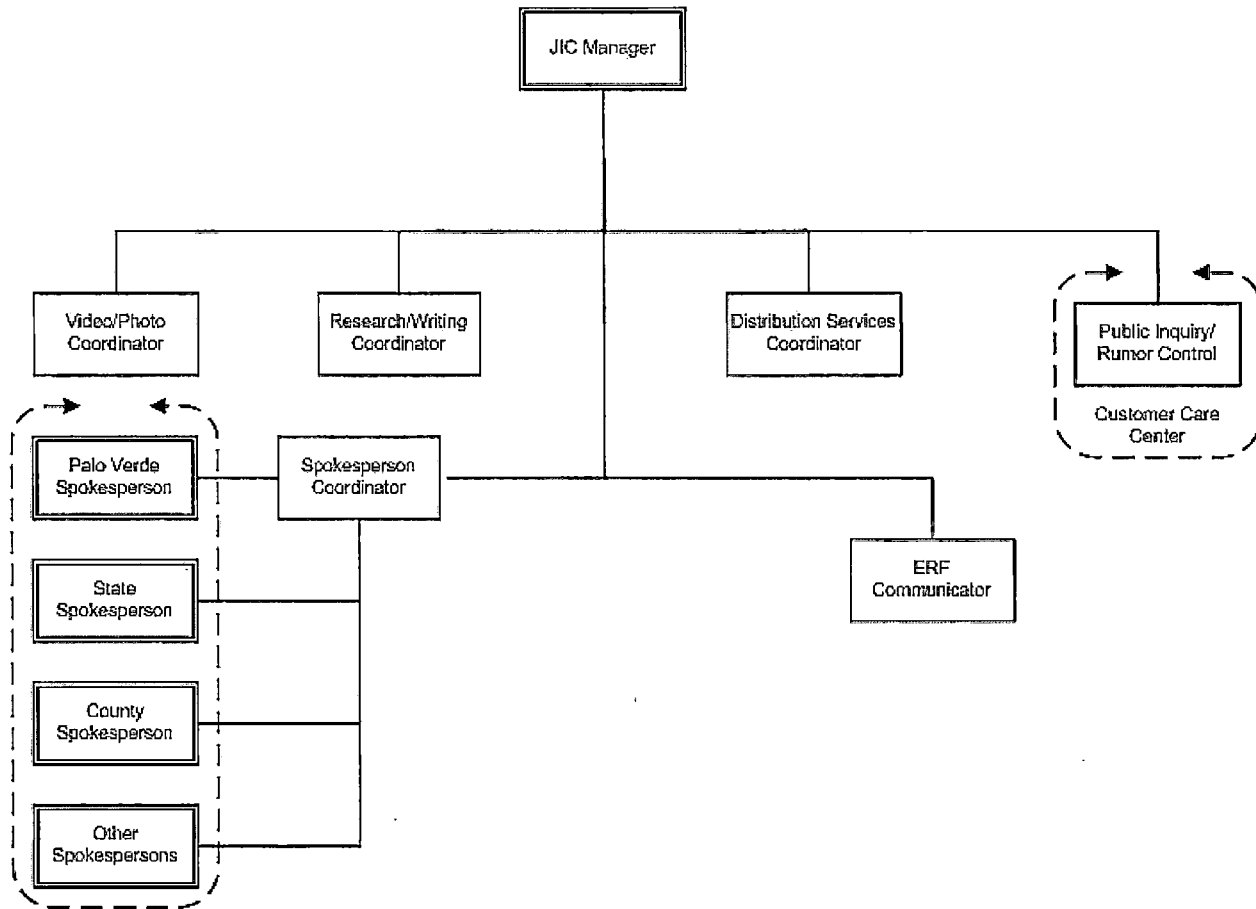 JIC Manager
Video/Photo
Coordinator
Research/Writing
Coordinator
Distribution Services
Coordinator
Public Inquiry/
Rumor Control
Customer Care
Center
Palo Verde
Spokesperson
Spokesperson
Coordinator
ERF
Communicator
State
Spokesperson
County
Spokesperson
Other
Spokespersons